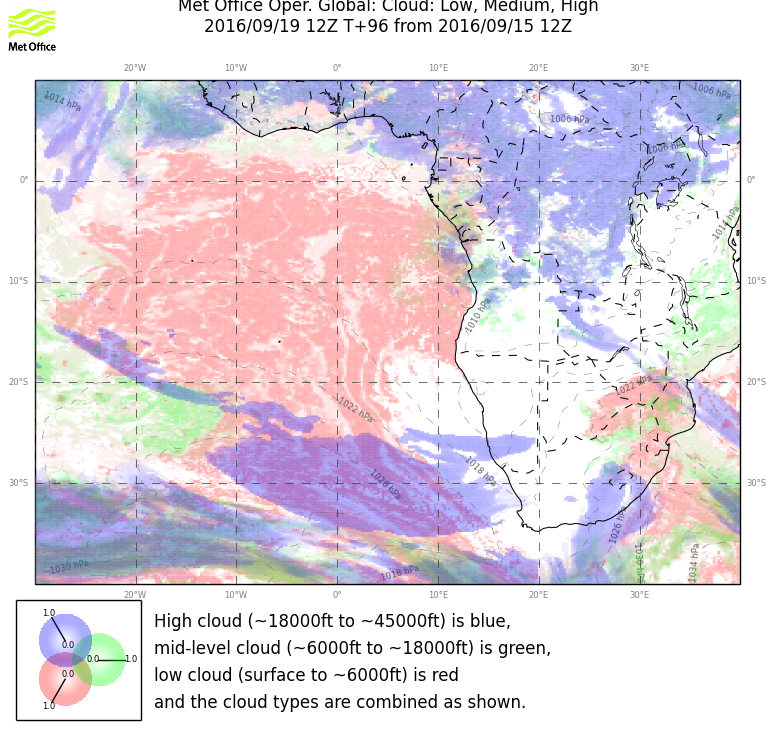 Met Office Oper. Global: Cloud: Low, Medium, High
2016/09/19 12Z T+96 from 2016/09/15 12Z
Met Office
20°W 10°W 0° 10°E 20°E 30°E
1014 hPa
1006 hPa
1006 hPa
1006 hPa
0° 0°
1014 hPa
10°S 10°S
1010 hPa
20°S 20°S
1022 hPa
1022 hPa
1018 hPa
1026 hPa
30°S 30°S
1026 hPa
1030 hPa
1018 hPa
1030 hPa
1034 hPa
20°W 10°W 0° 10°E 20°E 30°E
1.0
0.0
0.0 1.0
0.0
1.0
High cloud (~18000ft to ~45000ft) is blue,
mid-level cloud (~6000ft to ~18000ft) is green,
low cloud (surface to ~6000ft) is red
and the cloud types are combined as shown.